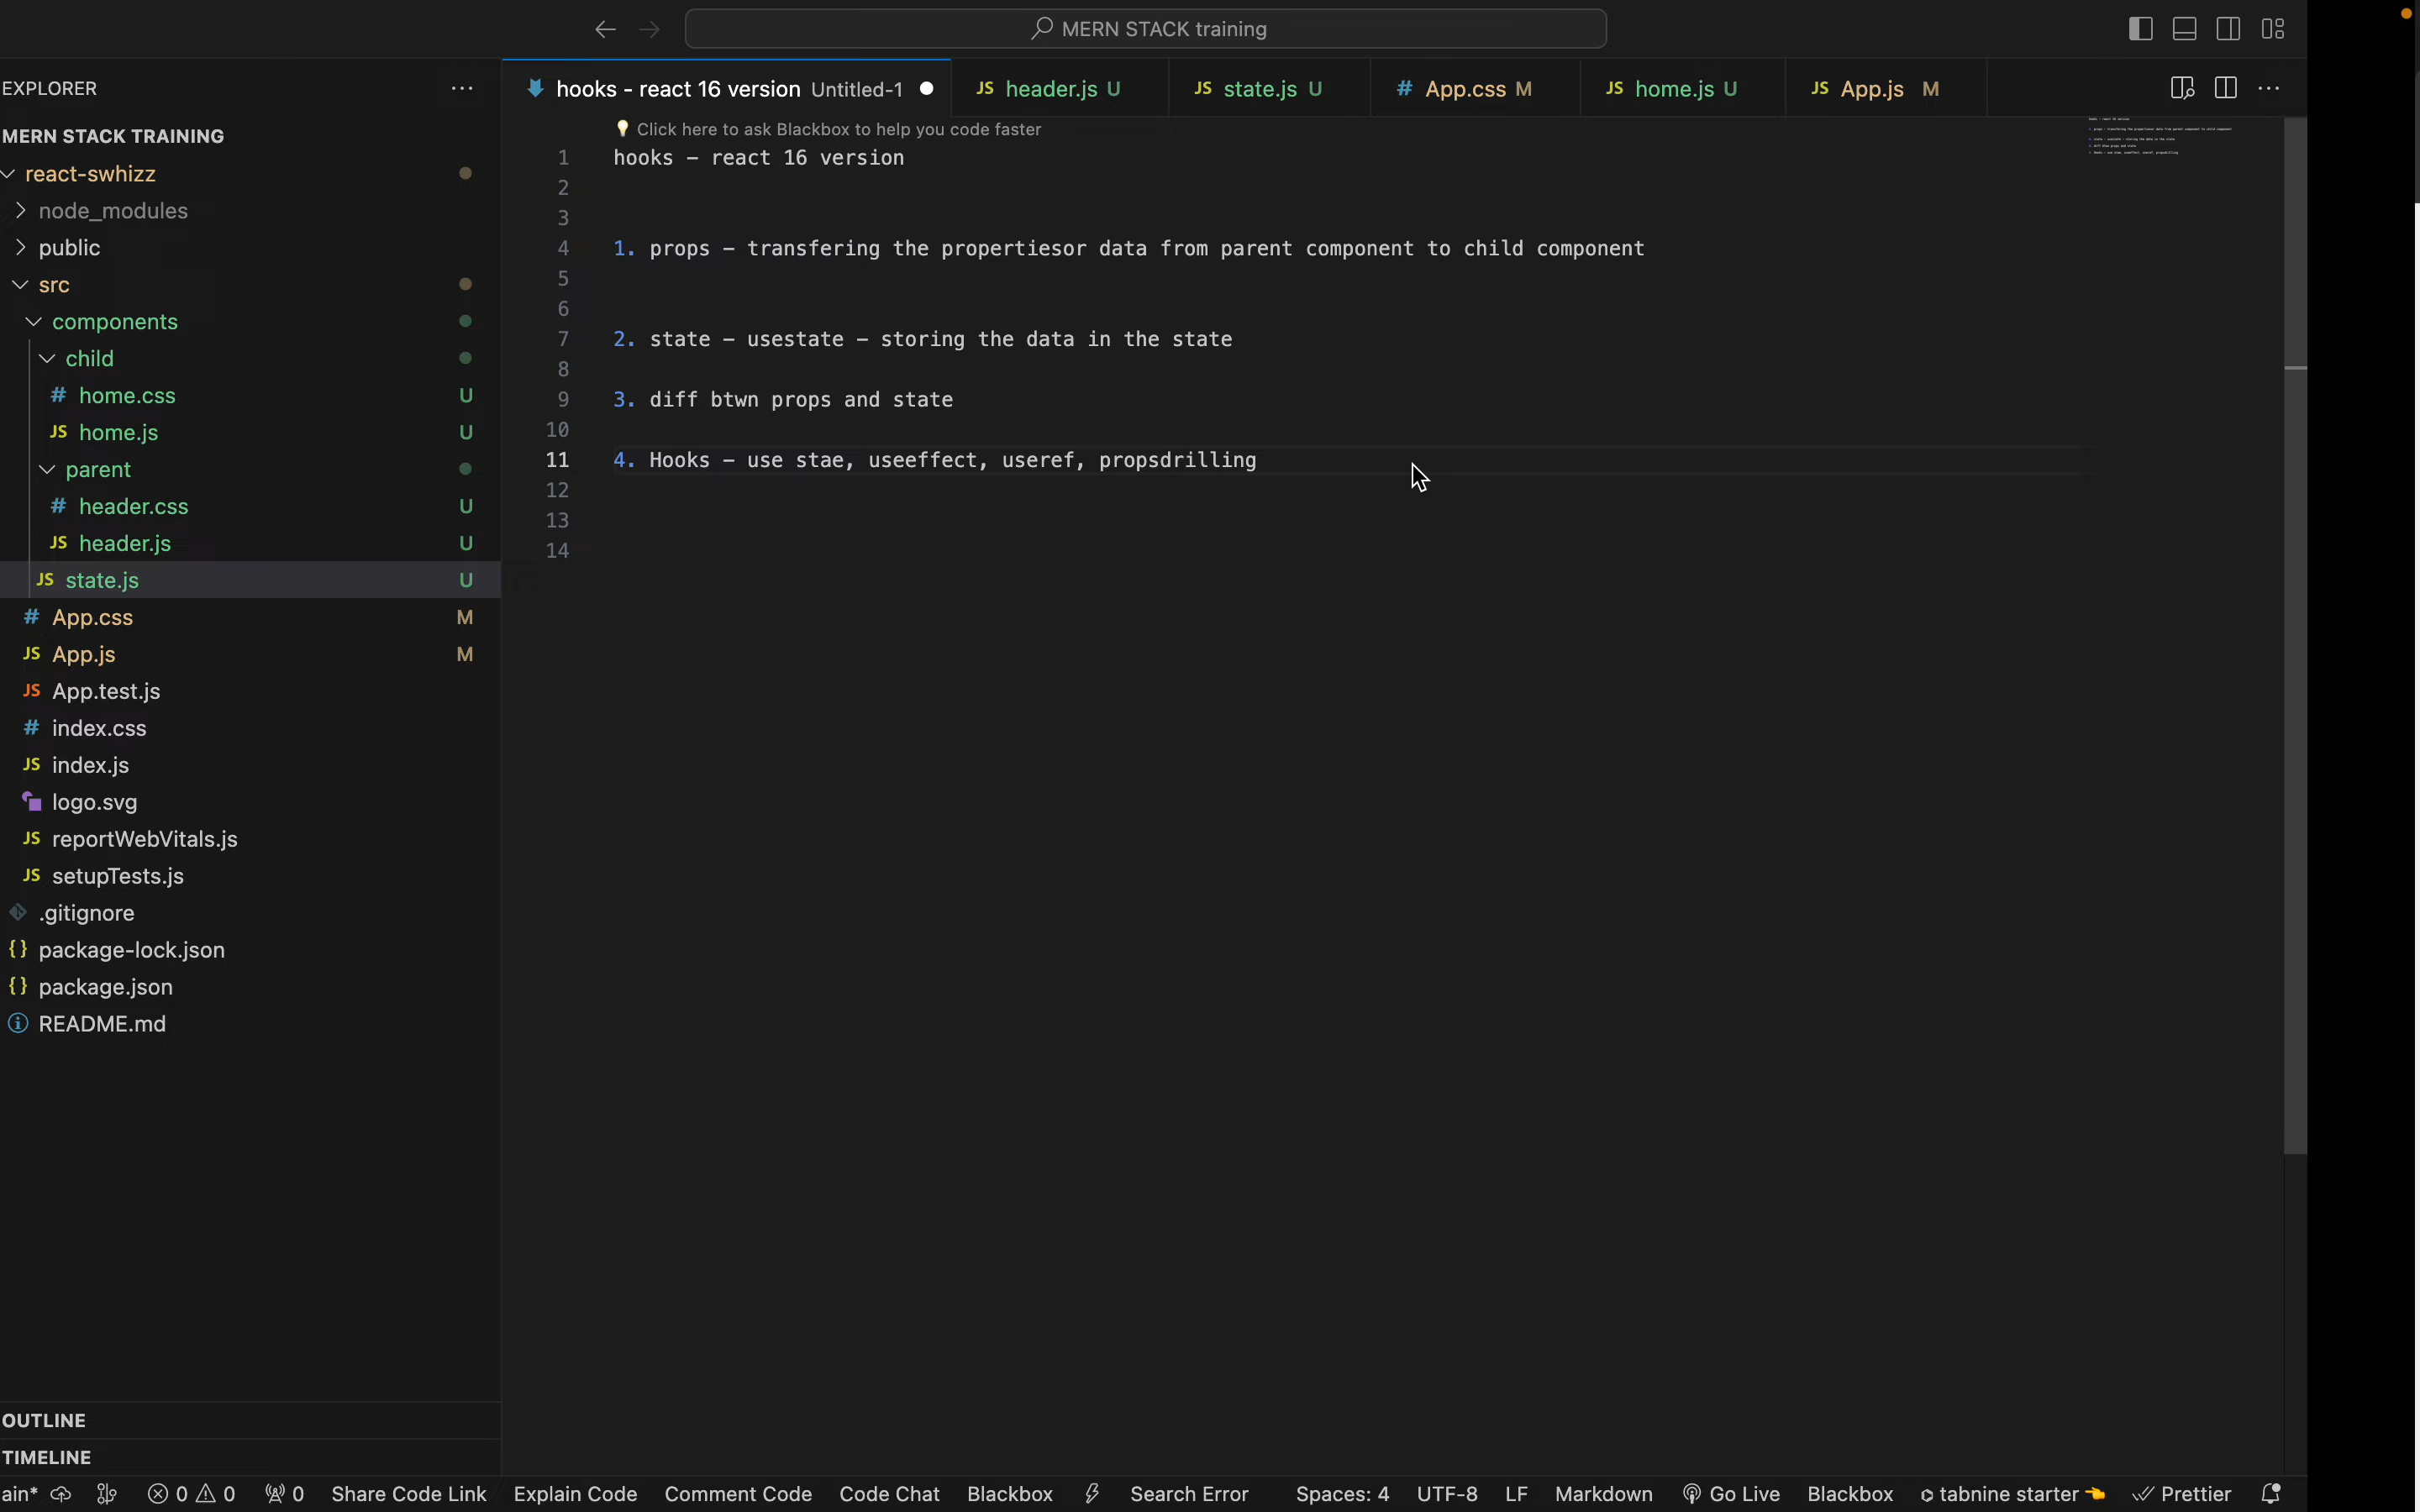 MERN STACK training
EXPLORER
hooks - react 16 version Untitled-1
JS header.js U
JS state.js U
# App.css M
JS home.js U
JS App.js M
MERN STACK TRAINING
react-swhizz
node_modules
public
src
components
child
# home.css U
JS home.js U
parent
# header.css U
JS header.js U
JS state.js U
# App.css M
JS App.js M
JS App.test.js
# index.css
JS index.js
logo.svg
JS reportWebVitals.js
JS setupTests.js
.gitignore
{} package-lock.json
{} package.json
README.md
OUTLINE
TIMELINE
Click here to ask Blackbox to help you code faster
1 hooks – react 16 version
2
3
4 1. props – transfering the propertiesor data from parent component to child component
5
6
7 2. state – usestate – storing the data in the state
8
9 3. diff btwn props and state
10
11 4. Hooks – use stae, useeffect, useref, propsdrilling
12
13
14
ain* 0 0 0 Share Code Link Explain Code Comment Code Code Chat Blackbox Search Error Spaces: 4 UTF-8 LF Markdown Go Live Blackbox tabnine starter Prettier